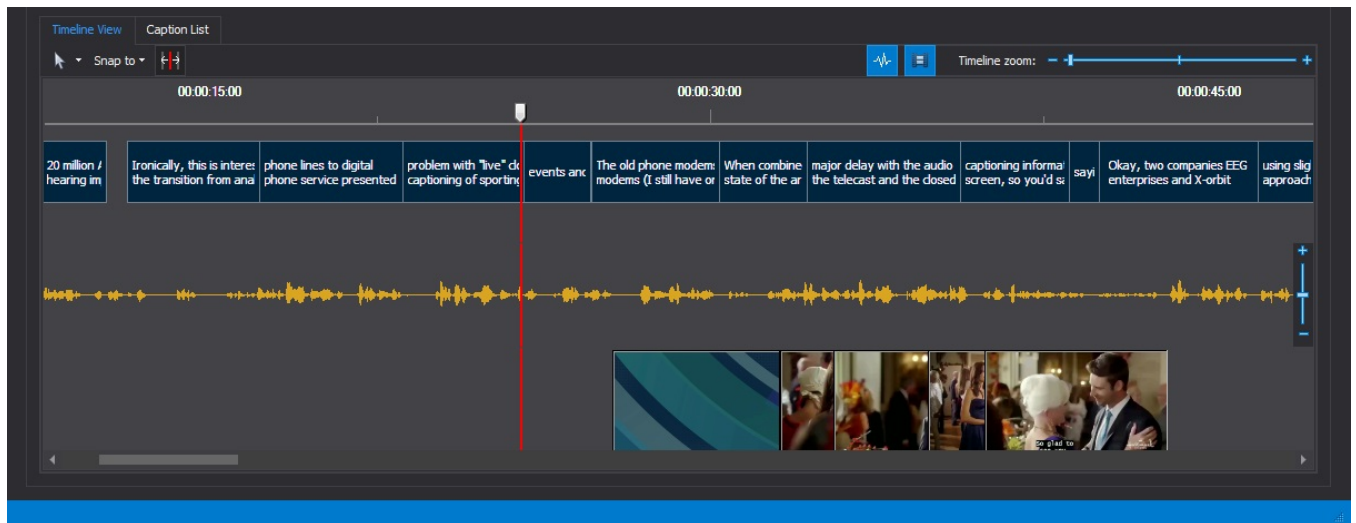 Timeline View Caption List
Snap to Timeline zoom:
00:00:15:00 00:00:30:00 00:00:45:00
20 million
hearing im
Ironically, this is interes
the transition from anal
phone lines to digital
phone service presented
problem with "live" clo
captioning of sporting
events and
The old phone modems
modems (I still have or
When combine
state of the ar
major delay with the audio
the telecast and the closed
captioning informat
screen, so you'd sa
sayi
Okay, two companies EEG
enterprises and X-orbit
using slig
approach
So glad to